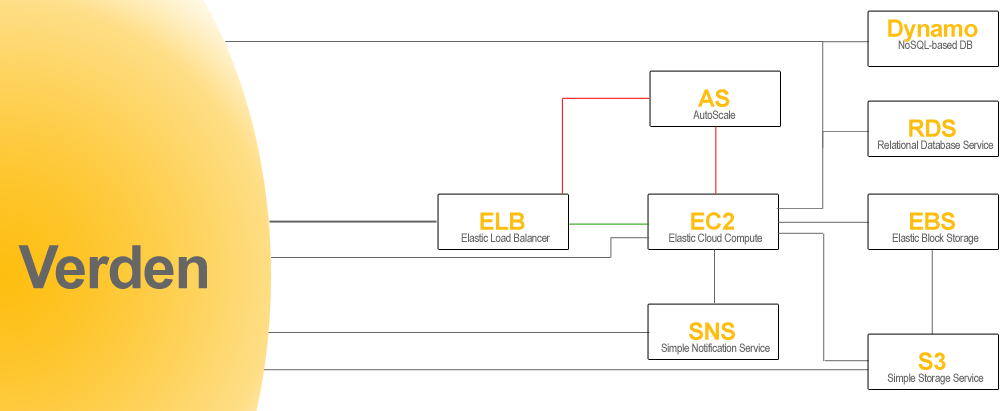 Verden
Dynamo
NoSQL-based DB
AS
AutoScale
RDS
Relational Database Service
ELB
Elastic Load Balancer
EC2
Elastic Cloud Compute
EBS
Elastic Block Storage
SNS
Simple Notification Service
S3
Simple Storage Service